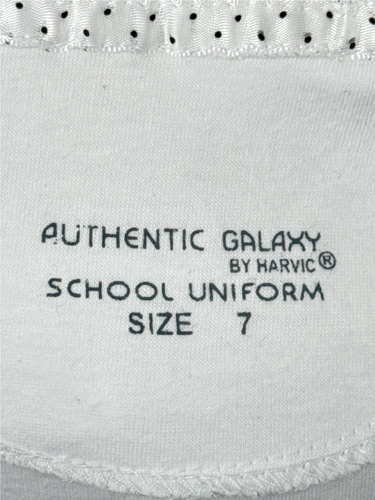 AUTHENTIC GALAXY
BY HARVIC®
SCHOOL UNIFORM
SIZE 7